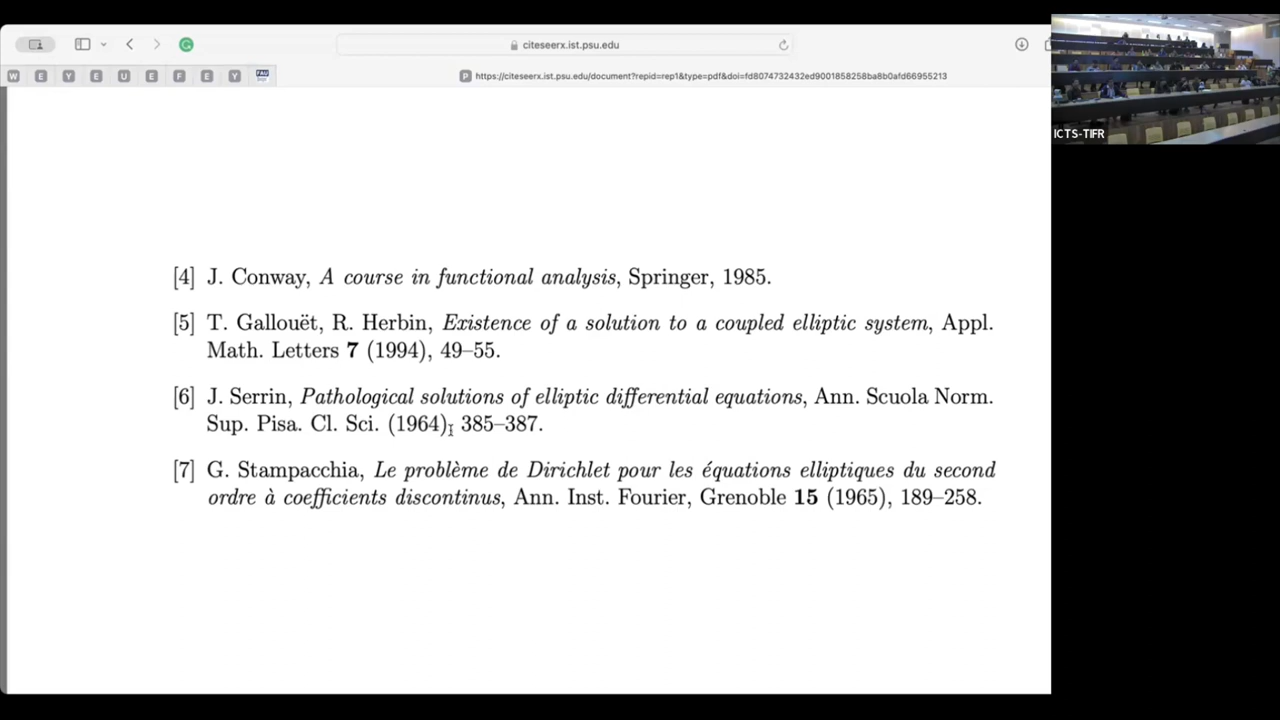 citeseerx.ist.psu.edu
W E Y E U E F E Y FAU
P https://citeseerx.ist.psu.edu/document?repid=rep1&type=pdf&doi=fd8074732432ed9001858258ba8b0afd66955213
ICTS-TIFR
[4] J. Conway, A course in functional analysis, Springer, 1985.
[5] T. Gallouët, R. Herbin, Existence of a solution to a coupled elliptic system, Appl.
Math. Letters 7 (1994), 49–55.
[6] J. Serrin, Pathological solutions of elliptic differential equations, Ann. Scuola Norm.
Sup. Pisa. Cl. Sci. (1964), 385–387.
[7] G. Stampacchia, Le problème de Dirichlet pour les équations elliptiques du second
ordre à coefficients discontinus, Ann. Inst. Fourier, Grenoble 15 (1965), 189–258.